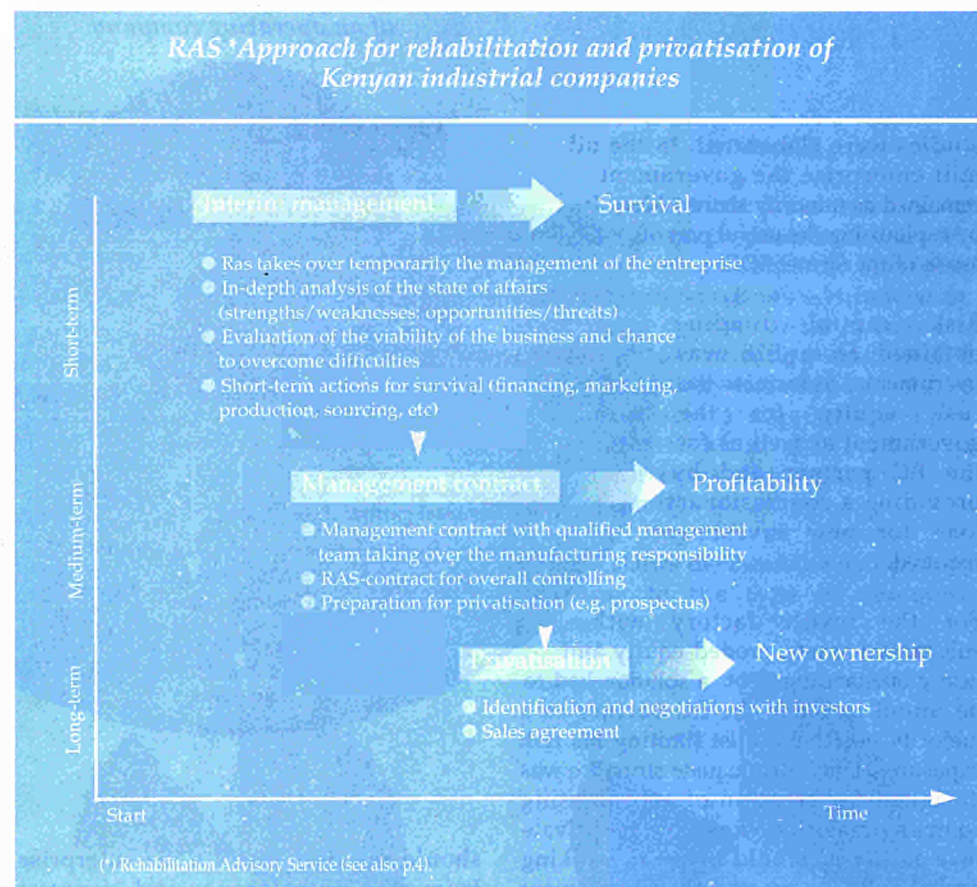 RAS *Approach for rehabilitation and privatisation of
Kenyan industrial companies
Short-term
Interim management
Survival
Ras takes over temporarily the management of the entreprise
In-depth analysis of the state of affairs
(strengths/weaknesses; opportunities/threats)
Evaluation of the viability of the business and chance
to overcome difficulties
Short-term actions for survival (financing, marketing,
production, sourcing, etc)
Medium-term
Management contract
Profitability
Management contract with qualified management
team taking over the manufacturing responsibility
RAS-contract for overall controlling
Preparation for privatisation (e.g. prospectus)
Long-term
Privatisation
New ownership
Identification and negotiations with investors
Sales agreement
Start
Time
(*) Rehabilitation Advisory Service (see also p.4).